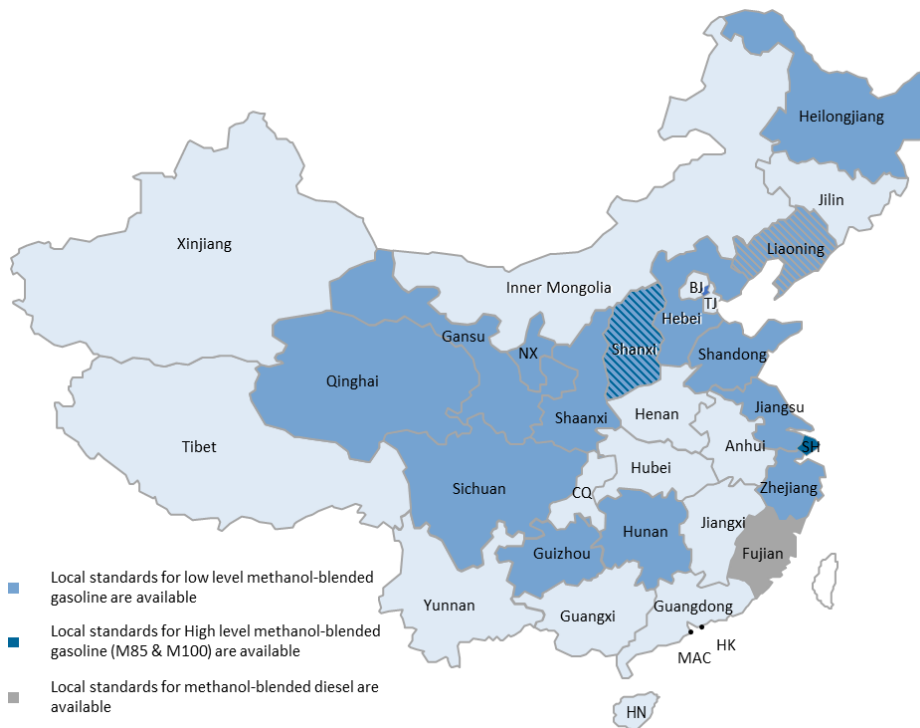 Heilongjiang
Jilin
Xinjiang
Liaoning
Inner Mongolia
BJ
TJ
Hebei
Gansu
NX
Shanxi
Shandong
Qinghai
Jiangsu
Shaanxi
Henan
Tibet
Anhui
SH
Hubei
Sichuan
CQ
Zhejiang
Jiangxi
Hunan
Guizhou
Fujian
Yunnan
Guangxi
Guangdong
HK
MAC
HN
Local standards for low level methanol-blended
gasoline are available
Local standards for High level methanol-blended
gasoline (M85 & M100) are available
Local standards for methanol-blended diesel are
available